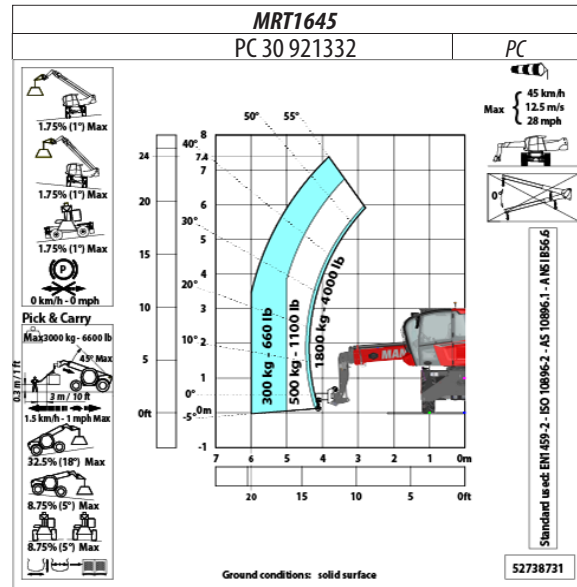 MRT1645
PC 30 921332
PC
1.75% (1°) Max
1.75% (1°) Max
1.75% (1°) Max
P
0 km/h - 0 mph
Pick & Carry
Max3000 kg - 6600 lb
45° Max
0.3 m / 1 ft
3 m / 10 ft
1.5 km/h - 1 mph Max
32.5% (18°) Max
8.75% (5°) Max
8.75% (5°) Max
50°
55°
40°
30°
20°
10°
0°
-5°
8
7.4
7
6
5
4
3
2
1
0m
-1
24
20
15
10
5
0ft
300 kg - 660 lb
500 kg - 1100 lb
1800 kg - 4000 lb
MAN
7 6 5 4 3 2 1 0m
20 15 10 5 0ft
Ground conditions: solid surface
Max
45 km/h
12.5 m/s
28 mph
0°
Standard used: EN1459-2 - ISO 10896-2 - AS 10896.1 - ANSI B56.6
52738731